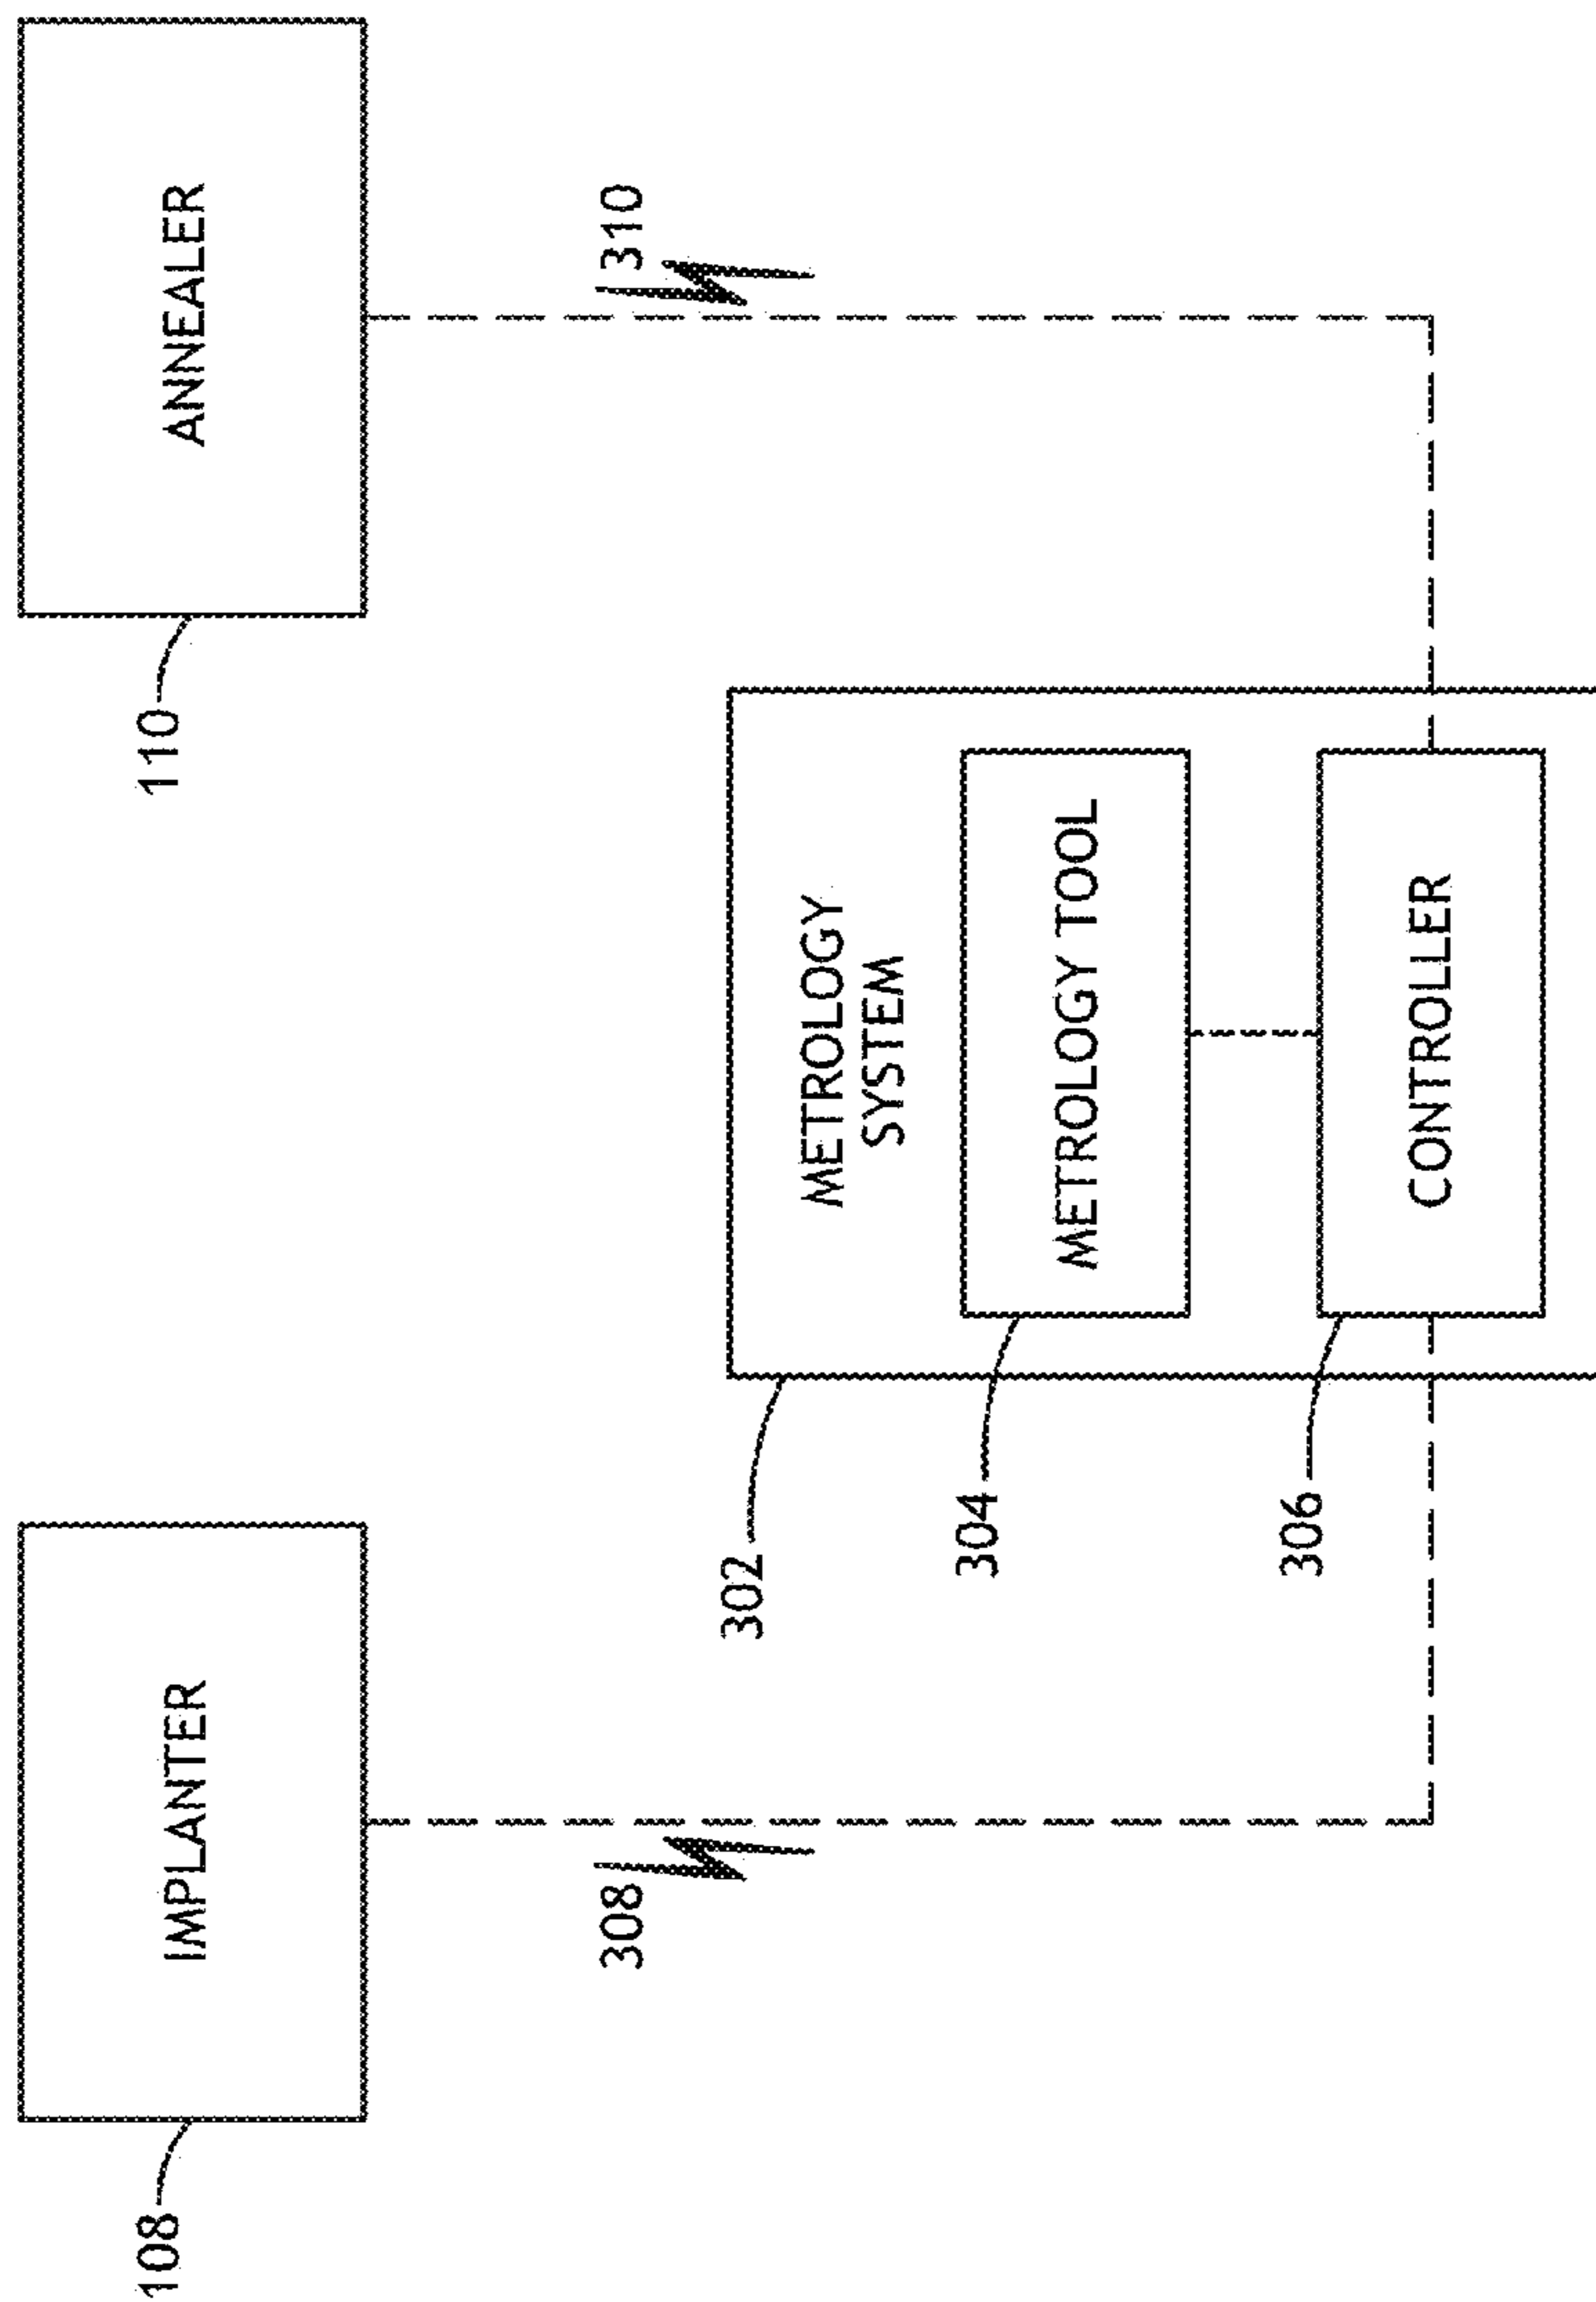 IMPLANTER
ANNEALER
108
110
308
310
METROLOGY
SYSTEM
302
METROLOGY TOOL
304
CONTROLLER
306